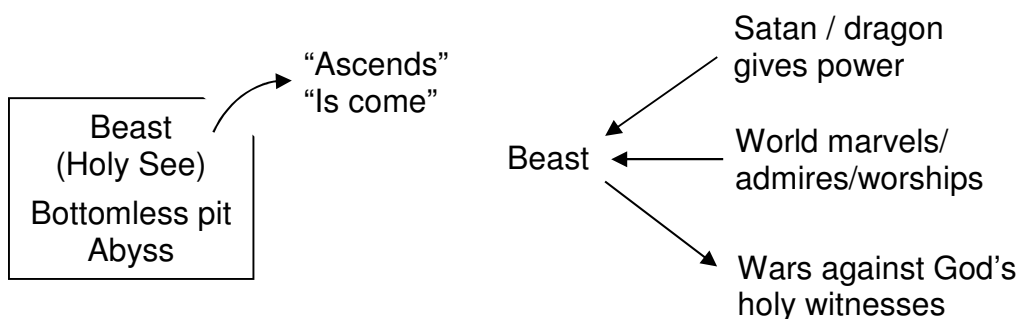 “Ascends”
“Is come”
Beast
(Holy See)
Bottomless pit
Abyss
Beast
Satan / dragon
gives power
World marvels/
admires/worships
Wars against God’s
holy witnesses